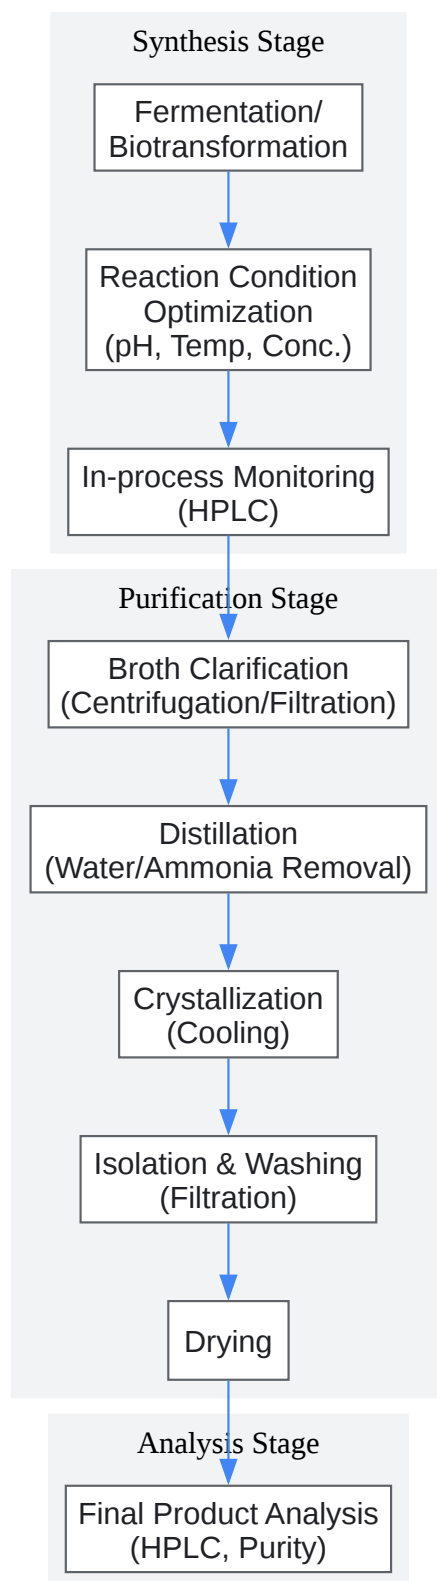 Synthesis Stage
Fermentation/
Biotransformation
Reaction Condition
Optimization
(pH, Temp, Conc.)
In-process Monitoring
(HPLC)
Purification Stage
Broth Clarification
(Centrifugation/Filtration)
Distillation
(Water/Ammonia Removal)
Crystallization
(Cooling)
Isolation & Washing
(Filtration)
Drying
Analysis Stage
Final Product Analysis
(HPLC, Purity)